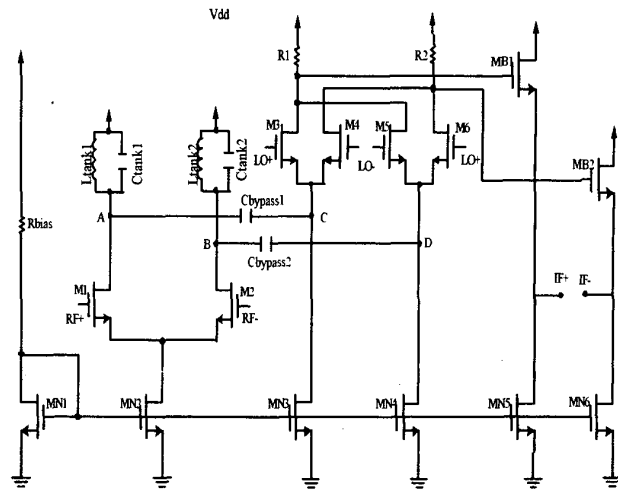 Vdd
R1
R2
MB1
M3
M4
M5
M6
LO+
LO-
LO+
Ltank1
Ctank1
Ltank2
Ctank2
MB2
Rbias
A
Cbypass1
C
B
D
Cbypass2
M1
M2
RF+
RF-
IF+
IF-
MN1
MN2
MN3
MN4
MN5
MN6